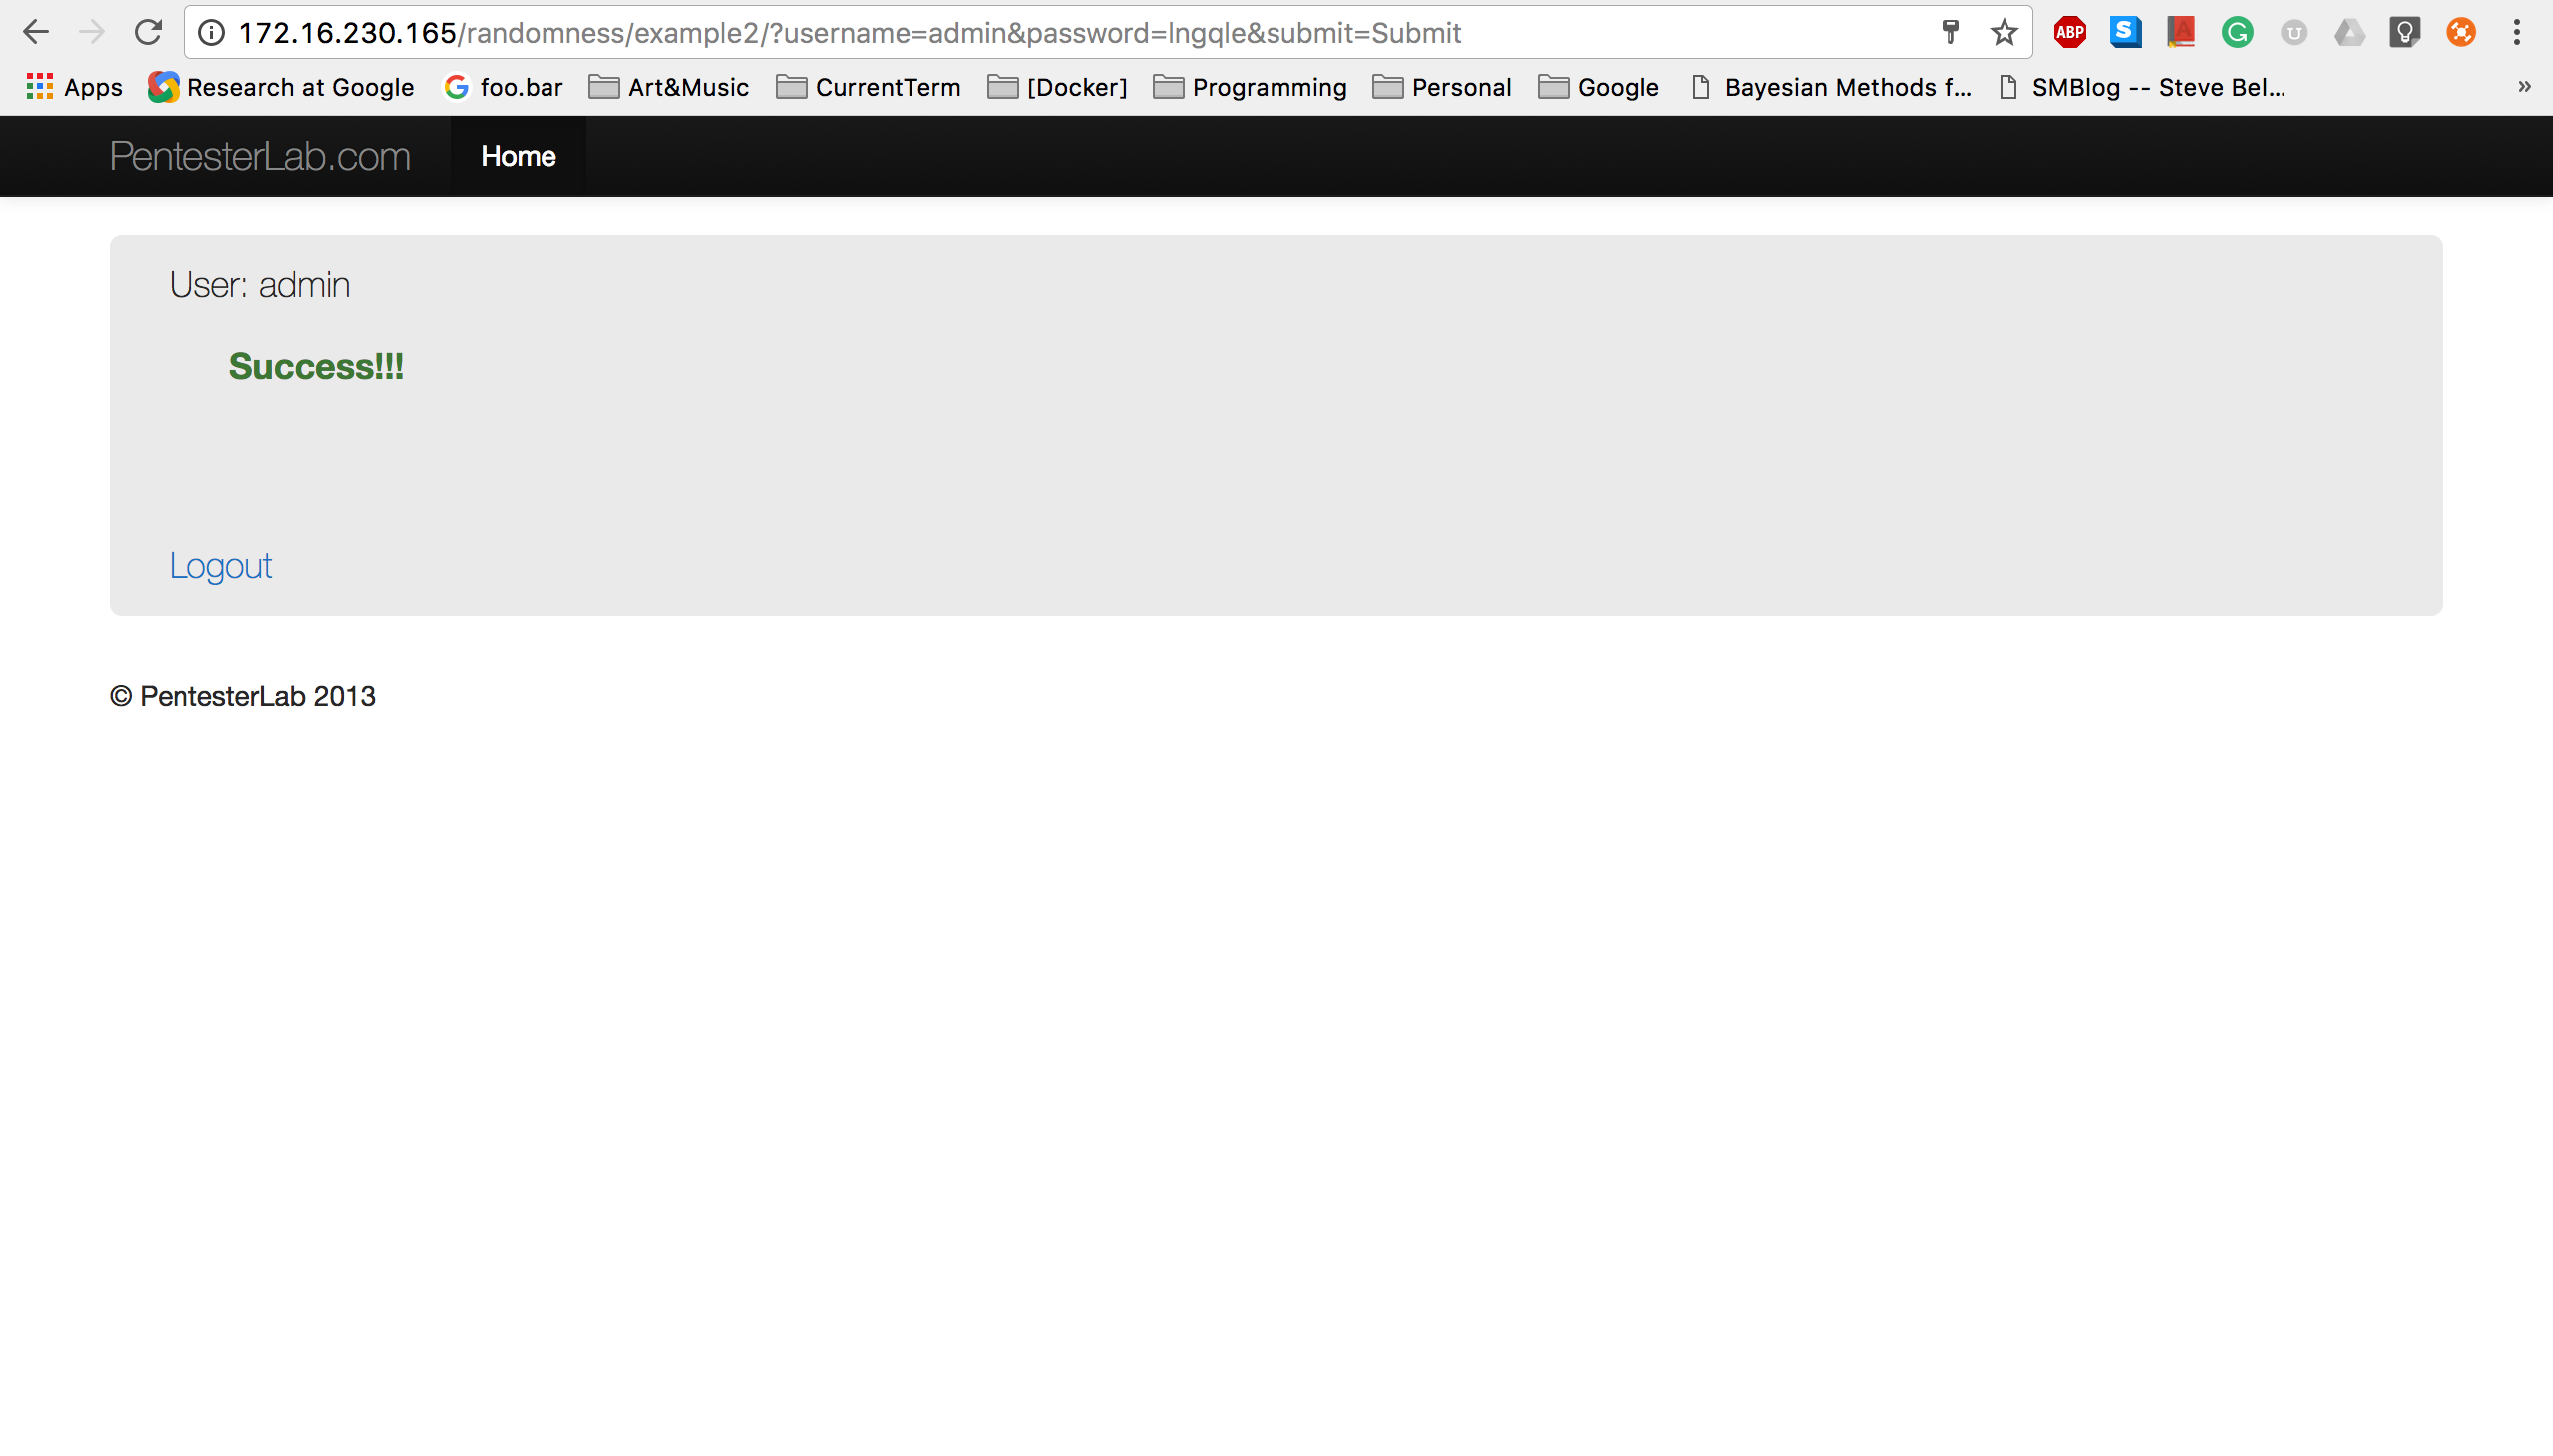 172.16.230.165/randomness/example2/?username=admin&password=lngqle&submit=Submit
ABP
Apps Research at Google foo.bar Art&Music CurrentTerm [Docker] Programming Personal Google Bayesian Methods f... SMBlog -- Steve Bel... »
PentesterLab.com Home
User: admin
Success!!!
Logout
© PentesterLab 2013